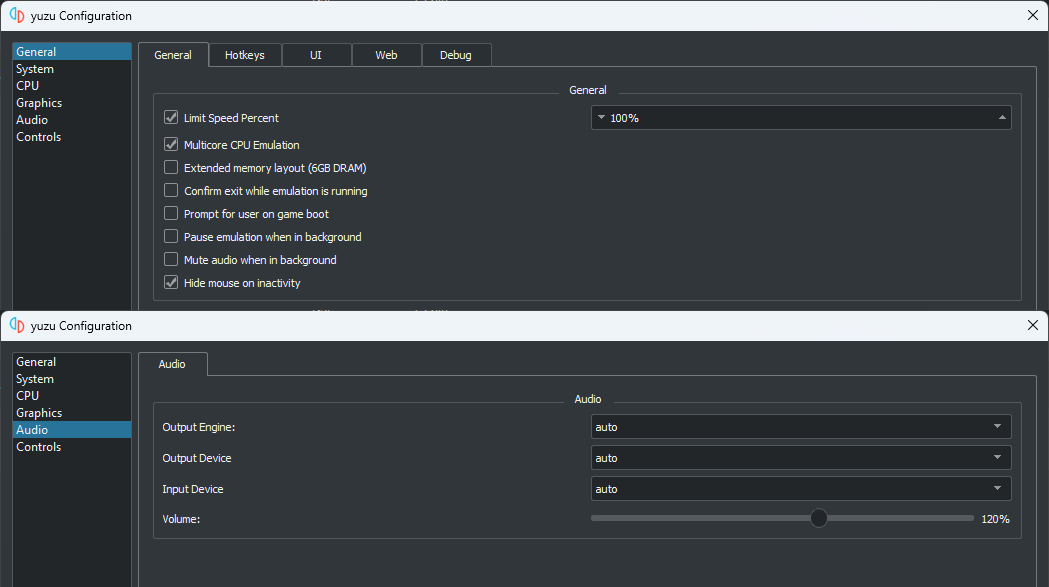 yuzu Configuration
General
System
CPU
Graphics
Audio
Controls
General Hotkeys UI Web Debug
General
Limit Speed Percent 100%
Multicore CPU Emulation
Extended memory layout (6GB DRAM)
Confirm exit while emulation is running
Prompt for user on game boot
Pause emulation when in background
Mute audio when in background
Hide mouse on inactivity
yuzu Configuration
General
System
CPU
Graphics
Audio
Controls
Audio
Audio
Output Engine: auto
Output Device auto
Input Device auto
Volume: 120%